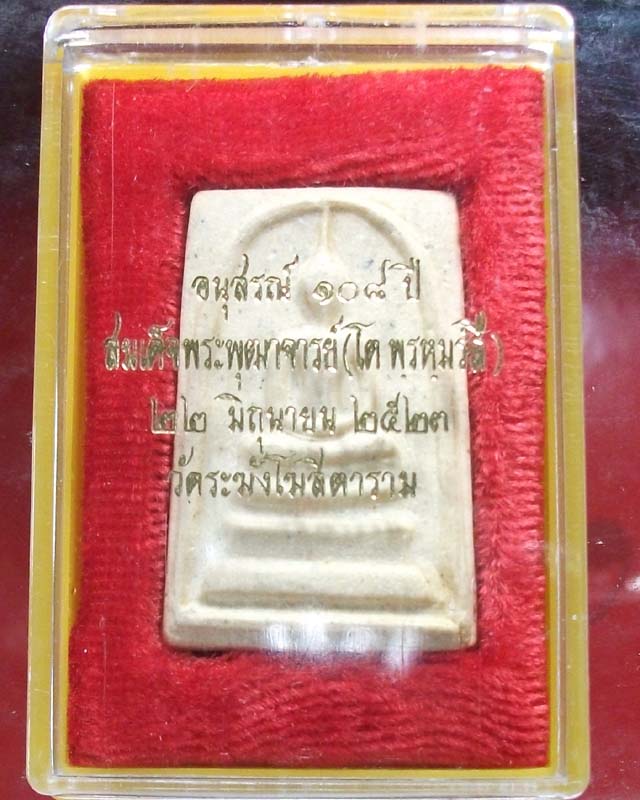 อนุสรณ์ ๑๐๘ ปี
สมเด็จพระพุฒาจารย์(โต พรหมรังสี)
๒๒ มิถุนายน ๒๕๒๓
วัดระฆังโฆสิตาราม